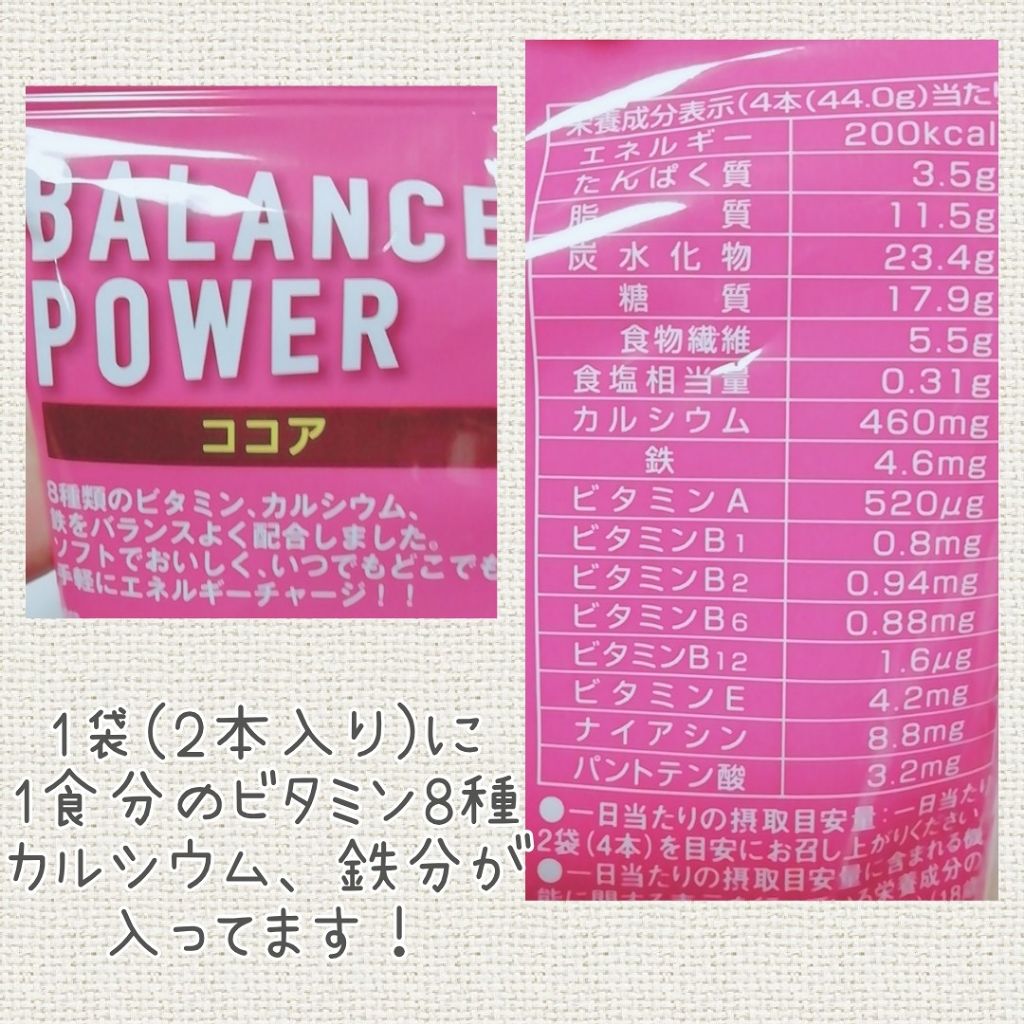 BALANCE
POWER
ココア
8種類のビタミン、カルシウム、
鉄をバランスよく配合しました。
ソフトでおいしく、いつでもどこでも
手軽にエネルギーチャージ!!
栄養成分表示(4本(44.0g)当たり
エネルギー 200kcal
たんぱく質 3.5g
脂質 11.5g
炭水化物 23.4g
糖質 17.9g
食物繊維 5.5g
食塩相当量 0.31g
カルシウム 460mg
鉄 4.6mg
ビタミンA 520μg
ビタミンB1 0.8mg
ビタミンB2 0.94mg
ビタミンB6 0.88mg
ビタミンB12 1.6μg
ビタミンE 4.2mg
ナイアシン 8.8mg
パントテン酸 3.2mg
●一日当たりの摂取目安量:一日当たり
2袋(4本)を目安にお召し上がりください
●一日当たりの摂取目安量に含まれる機
1袋(2本入り)に
1食分のビタミン8種
カルシウム、鉄分が
入ってます!